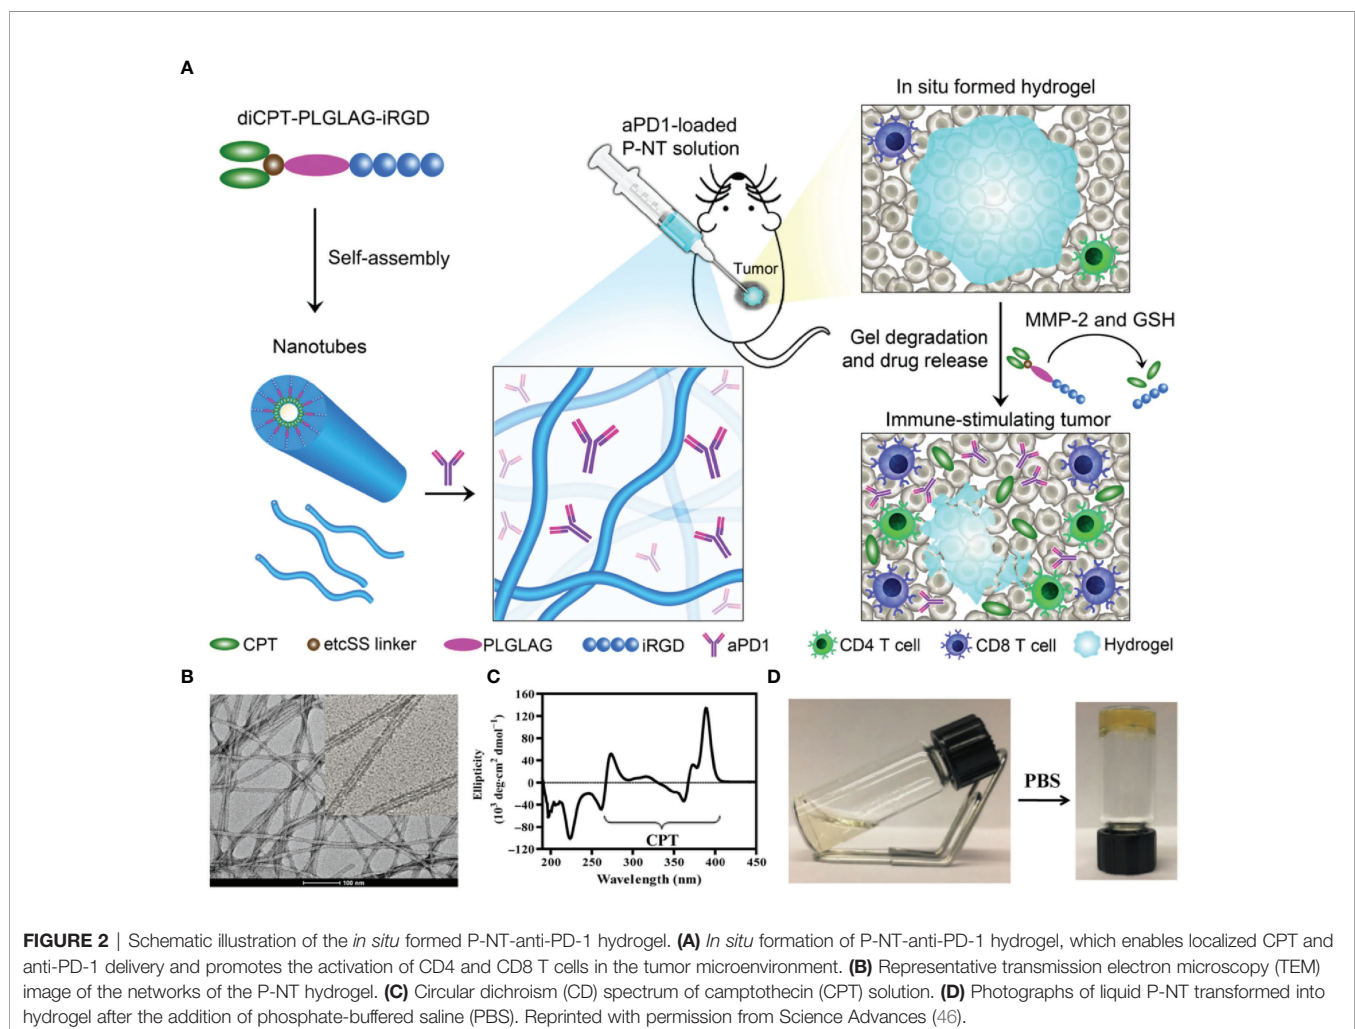 A
diCPT-PLGLAG-iRGD
Self-assembly
Nanotubes
aPD1-loaded
P-NT solution
Tumor
In situ formed hydrogel
Gel degradation
and drug release
MMP-2 and GSH
Immune-stimulating tumor
CPT
etcSS linker
PLGLAG
iRGD
aPD1
CD4 T cell
CD8 T cell
Hydrogel
B
100 nm
C
Ellipticity
(10³ deg·cm² dmol⁻¹)
160
120
80
40
0
−40
−80
−120
CPT
200
250
300
350
400
450
Wavelength (nm)
D
PBS
FIGURE 2 | Schematic illustration of the in situ formed P-NT-anti-PD-1 hydrogel. (A) In situ formation of P-NT-anti-PD-1 hydrogel, which enables localized CPT and
anti-PD-1 delivery and promotes the activation of CD4 and CD8 T cells in the tumor microenvironment. (B) Representative transmission electron microscopy (TEM)
image of the networks of the P-NT hydrogel. (C) Circular dichroism (CD) spectrum of camptothecin (CPT) solution. (D) Photographs of liquid P-NT transformed into
hydrogel after the addition of phosphate-buffered saline (PBS). Reprinted with permission from Science Advances (46).